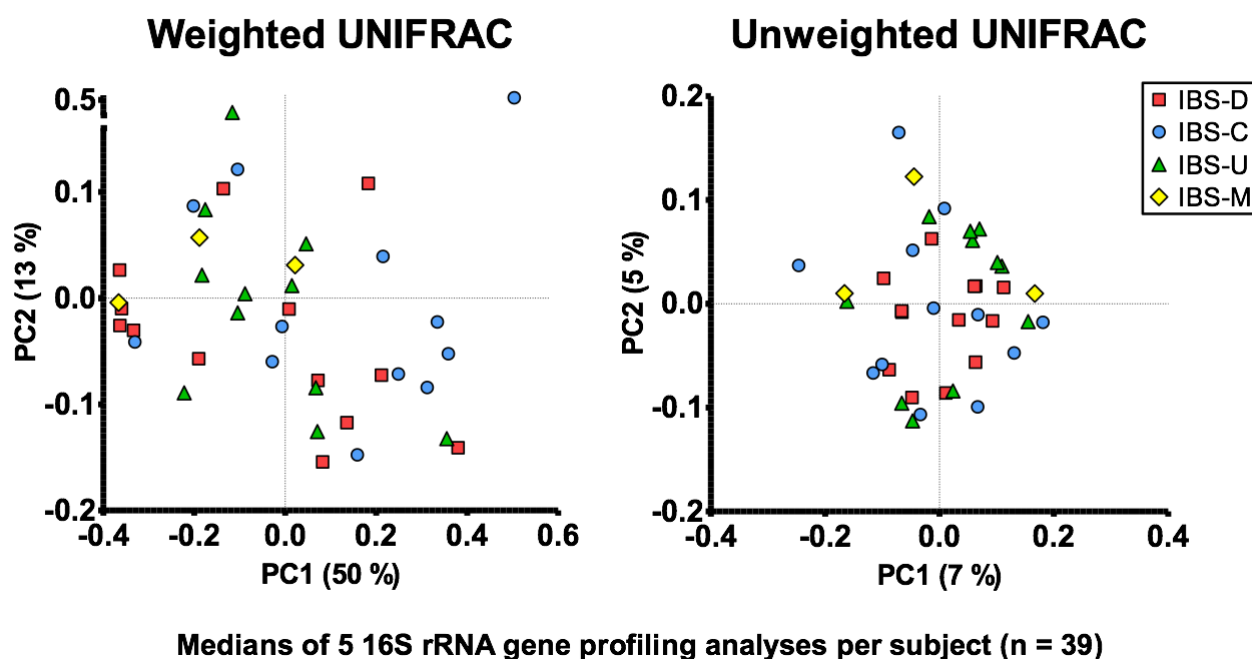 Weighted UNIFRAC
0.5
0.1
0.0
-0.1
-0.2
PC2 (13 %)
-0.4 -0.2 0.0 0.2 0.4 0.6
PC1 (50 %)
Unweighted UNIFRAC
0.2
0.1
0.0
-0.1
-0.2
PC2 (5 %)
-0.4 -0.2 0.0 0.2 0.4
PC1 (7 %)
IBS-D
IBS-C
IBS-U
IBS-M
Medians of 5 16S rRNA gene profiling analyses per subject (n = 39)